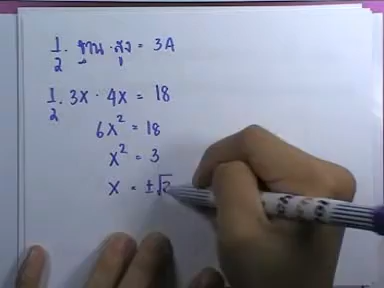 1/2 · ฐาน · สูง = 3A
1/2 · 3x · 4x = 18
6x² = 18
x² = 3
x = ±√